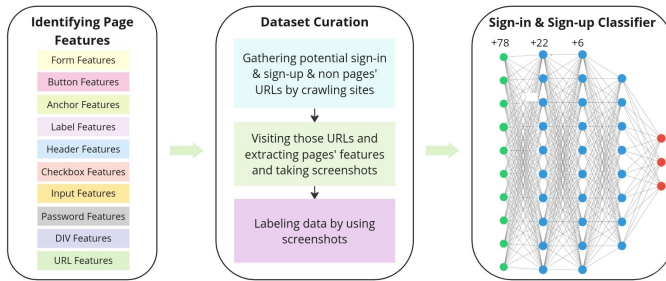 Identifying Page
Features
Form Features
Button Features
Anchor Features
Label Features
Header Features
Checkbox Features
Input Features
Password Features
DIV Features
URL Features
Dataset Curation
Gathering potential sign-in
& sign-up & non pages'
URLs by crawling sites
Visiting those URLs and
extracting pages' features
and taking screenshots
Labeling data by using
screenshots
Sign-in & Sign-up Classifier
+78 +22 +6